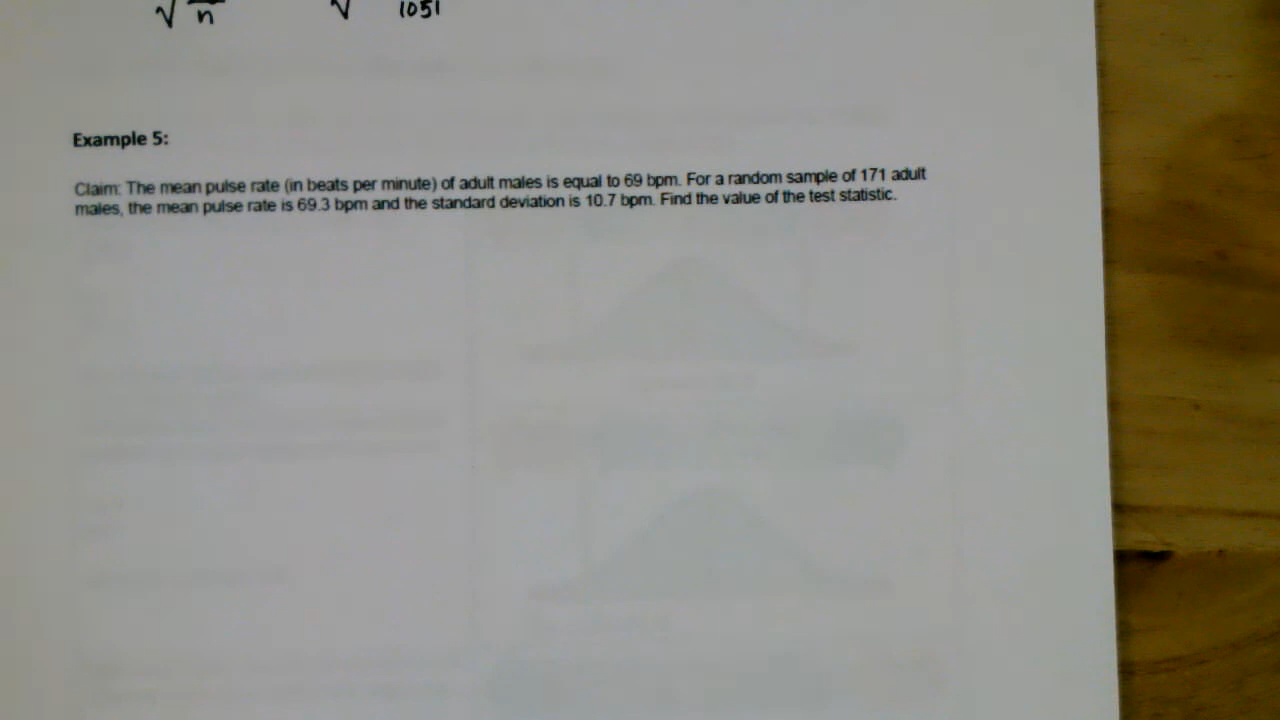 √n √ 1051
Example 5:
Claim: The mean pulse rate (in beats per minute) of adult males is equal to 69 bpm. For a random sample of 171 adult
males, the mean pulse rate is 69.3 bpm and the standard deviation is 10.7 bpm. Find the value of the test statistic.